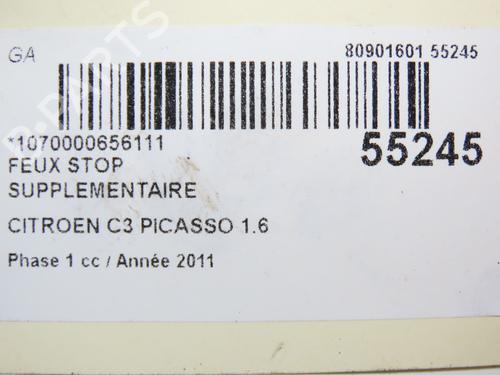 GA 80901601 55245
*1070000656111 55245
FEUX STOP
SUPPLEMENTAIRE
CITROEN C3 PICASSO 1.6
Phase 1 cc / Année 2011